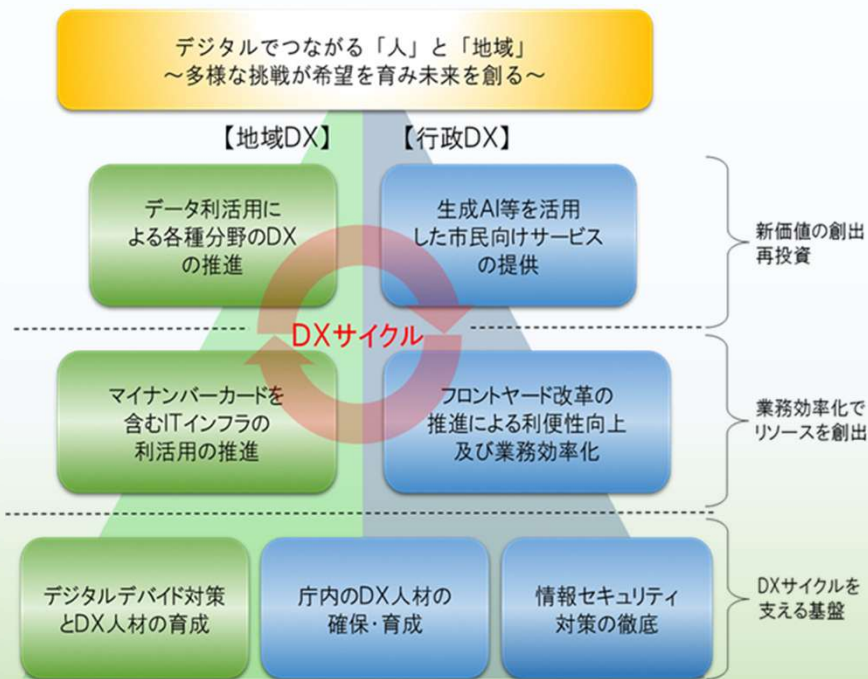 デジタルでつながる「人」と「地域」
～多様な挑戦が希望を育み未来を創る～
【地域DX】
【行政DX】
データ利活用に
よる各種分野のDX
の推進
生成AI等を活用
した市民向けサービス
の提供
新価値の創出
再投資
DXサイクル
マイナンバーカードを
含むITインフラの
利活用の推進
フロントヤード改革の
推進による利便性向上
及び業務効率化
業務効率化で
リソースを創出
デジタルデバイド対策
とDX人材の育成
庁内のDX人材の
確保・育成
情報セキュリティ
対策の徹底
DXサイクルを
支える基盤